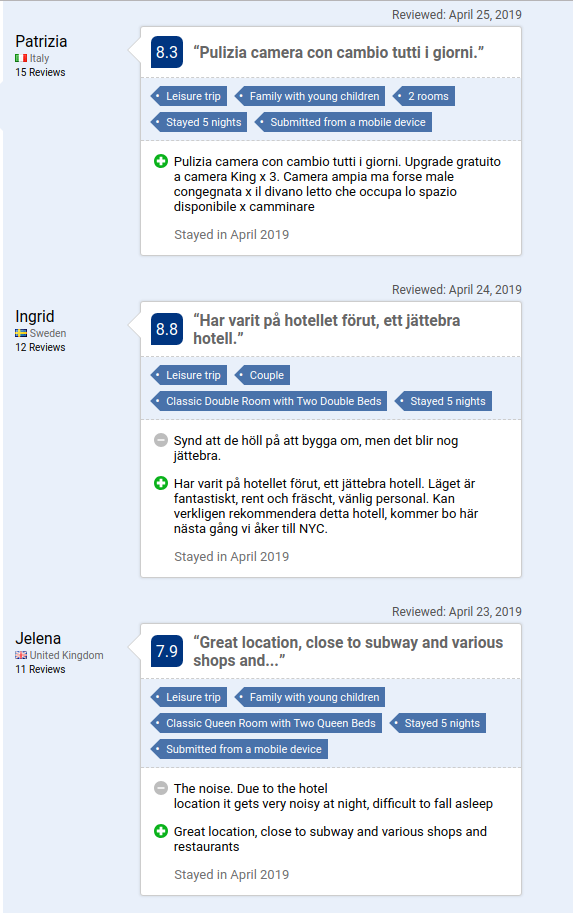 Reviewed: April 25, 2019
Patrizia
Italy
15 Reviews
8.3
“Pulizia camera con cambio tutti i giorni.”
• Leisure trip
• Family with young children
• 2 rooms
• Stayed 5 nights
• Submitted from a mobile device
Pulizia camera con cambio tutti i giorni. Upgrade gratuito
a camera King x 3. Camera ampia ma forse male
congegnata x il divano letto che occupa lo spazio
disponibile x camminare
Stayed in April 2019
Reviewed: April 24, 2019
Ingrid
Sweden
12 Reviews
8.8
“Har varit på hotellet förut, ett jättebra
hotell.”
• Leisure trip
• Couple
• Classic Double Room with Two Double Beds
• Stayed 5 nights
Synd att de höll på att bygga om, men det blir nog
jättebra.
Har varit på hotellet förut, ett jättebra hotell. Läget är
fantastiskt, rent och fräscht, vänlig personal. Kan
verkligen rekommendera detta hotell, kommer bo här
nästa gång vi åker till NYC.
Stayed in April 2019
Reviewed: April 23, 2019
Jelena
United Kingdom
11 Reviews
7.9
“Great location, close to subway and various
shops and...”
• Leisure trip
• Family with young children
• Classic Queen Room with Two Queen Beds
• Stayed 5 nights
• Submitted from a mobile device
The noise. Due to the hotel
location it gets very noisy at night, difficult to fall asleep
Great location, close to subway and various shops and
restaurants
Stayed in April 2019